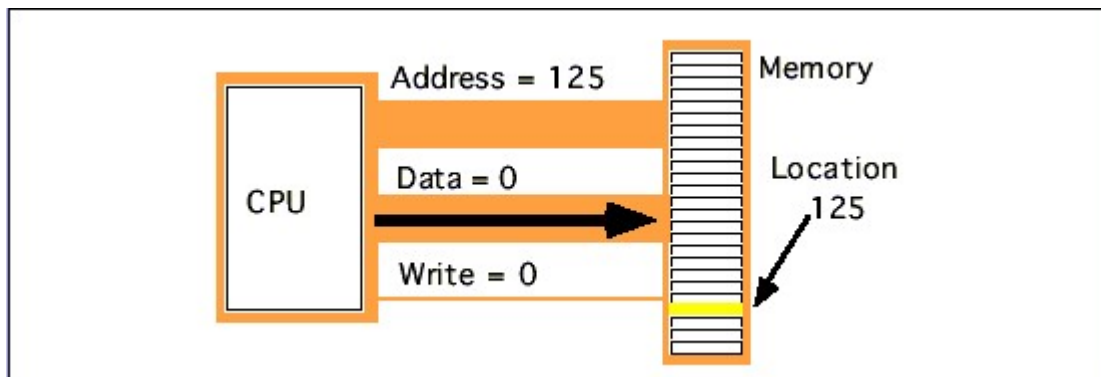 Address = 125
Memory
Data = 0
Location
125
CPU
Write = 0